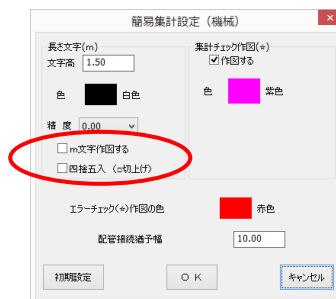 簡易集計設定（機械）
長さ文字(m)
文字高 1.50
色 白色
精 度 0.00
m文字作図する
四捨五入（□切上げ）
集計チェック作図(*)
作図する
色 紫色
エラーチェック(*)作図の色 赤色
配管接続猶予幅 10.00
初期設定 ＯＫ キャンセル